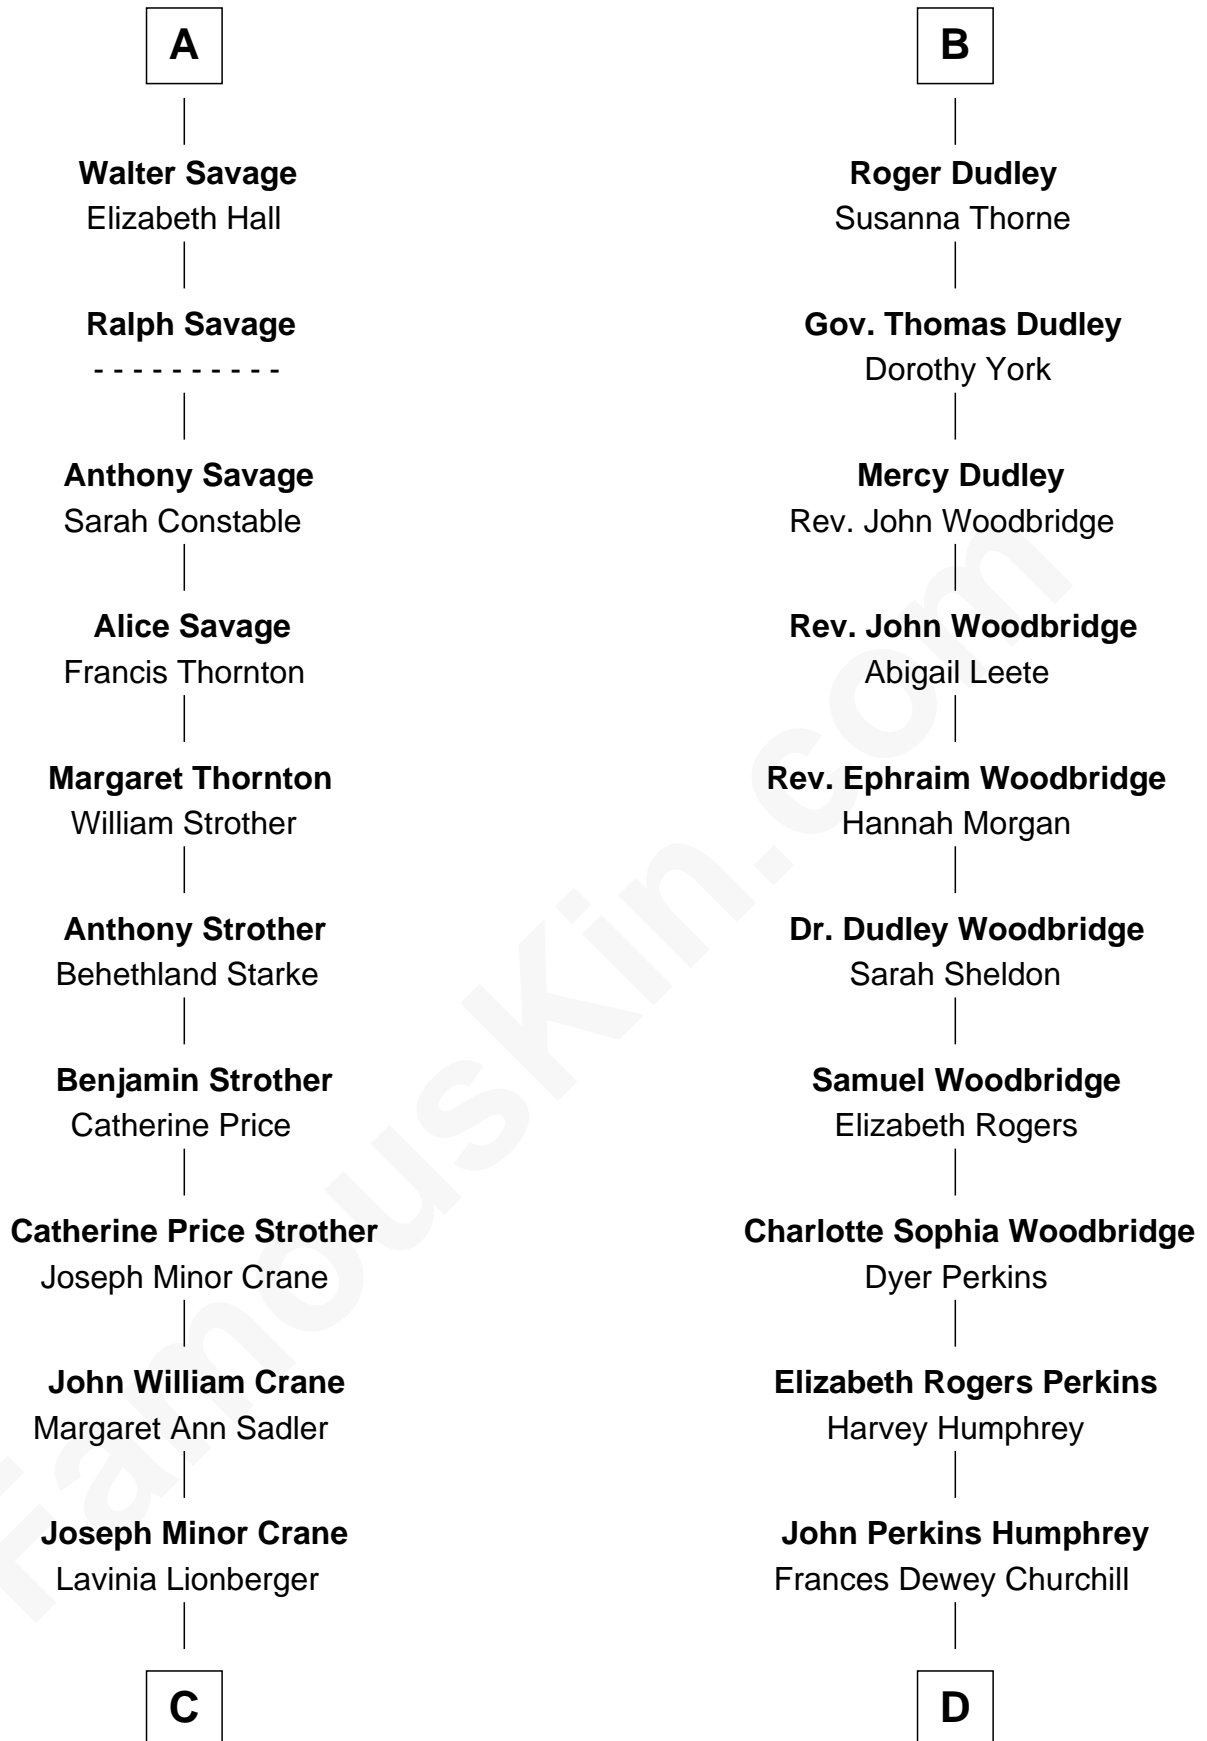 A
Walter Savage
Elizabeth Hall
Ralph Savage
- - - - - - - - - -
Anthony Savage
Sarah Constable
Alice Savage
Francis Thornton
Margaret Thornton
William Strother
Anthony Strother
Behethland Starke
Benjamin Strother
Catherine Price
Catherine Price Strother
Joseph Minor Crane
John William Crane
Margaret Ann Sadler
Joseph Minor Crane
Lavinia Lionberger
C
B
Roger Dudley
Susanna Thorne
Gov. Thomas Dudley
Dorothy York
Mercy Dudley
Rev. John Woodbridge
Rev. John Woodbridge
Abigail Leete
Rev. Ephraim Woodbridge
Hannah Morgan
Dr. Dudley Woodbridge
Sarah Sheldon
Samuel Woodbridge
Elizabeth Rogers
Charlotte Sophia Woodbridge
Dyer Perkins
Elizabeth Rogers Perkins
Harvey Humphrey
John Perkins Humphrey
Frances Dewey Churchill
D
FamousKin.com